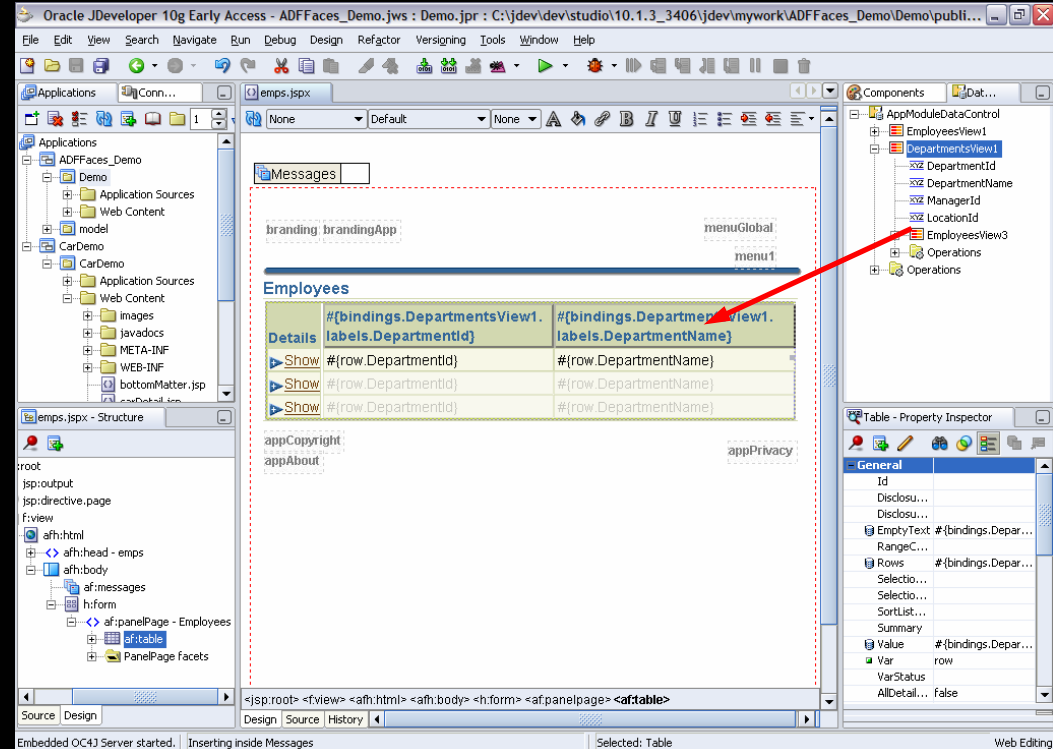 Oracle JDeveloper 10g Early Access - ADFFaces_Demo.jws : Demo.jpr : C:\jdev\dev\studio\10.1.3_3406\jdev\mywork\ADFFaces_Demo\Demo\publi...
File Edit View Search Navigate Run Debug Design Refactor Versigning Tools Window Help
Applications
Conn...
1
Applications
ADFFaces_Demo
Demo
Application Sources
Web Content
model
CarDemo
CarDemo
Application Sources
Web Content
images
javadocs
META-INF
WEB-INF
bottomMatter.jsp
carDetail.jsp
emps.jspx
None Default None A B I U
Messages
branding brandingApp
menuGlobal
menu1
Employees
Details #{bindings.DepartmentsView1.labels.DepartmentId} #{bindings.DepartmentsView1.labels.DepartmentName}
Show #{row.DepartmentId} #{row.DepartmentName}
Show #{row.DepartmentId} #{row.DepartmentName}
Show #{row.DepartmentId} #{row.DepartmentName}
appCopyright
appAbout
appPrivacy
<jsp:root> <f:view> <afh:html> <afh:body> <h:form> <af:panelpage> <af:table>
Design Source History
Components
Dat...
AppModuleDataControl
EmployeesView1
DepartmentsView1
DepartmentId
DepartmentName
ManagerId
LocationId
EmployeesView3
Operations
Operations
emps.jspx - Structure
:root
jsp:output
jsp:directive.page
f:view
afh:html
afh:head - emps
afh:body
af:messages
h:form
af:panelPage - Employees
af:table
PanelPage facets
Source Design
Table - Property Inspector
General
Id
Disclosu...
Disclosu...
EmptyText #{bindings.Depar...
RangeC...
Rows #{bindings.Depar...
Selectio...
Selectio...
SortList...
Summary
Value #{bindings.Depar...
Var row
VarStatus
AllDetail... false
Embedded OC4J Server started. Inserting inside Messages Selected: Table Web Editing